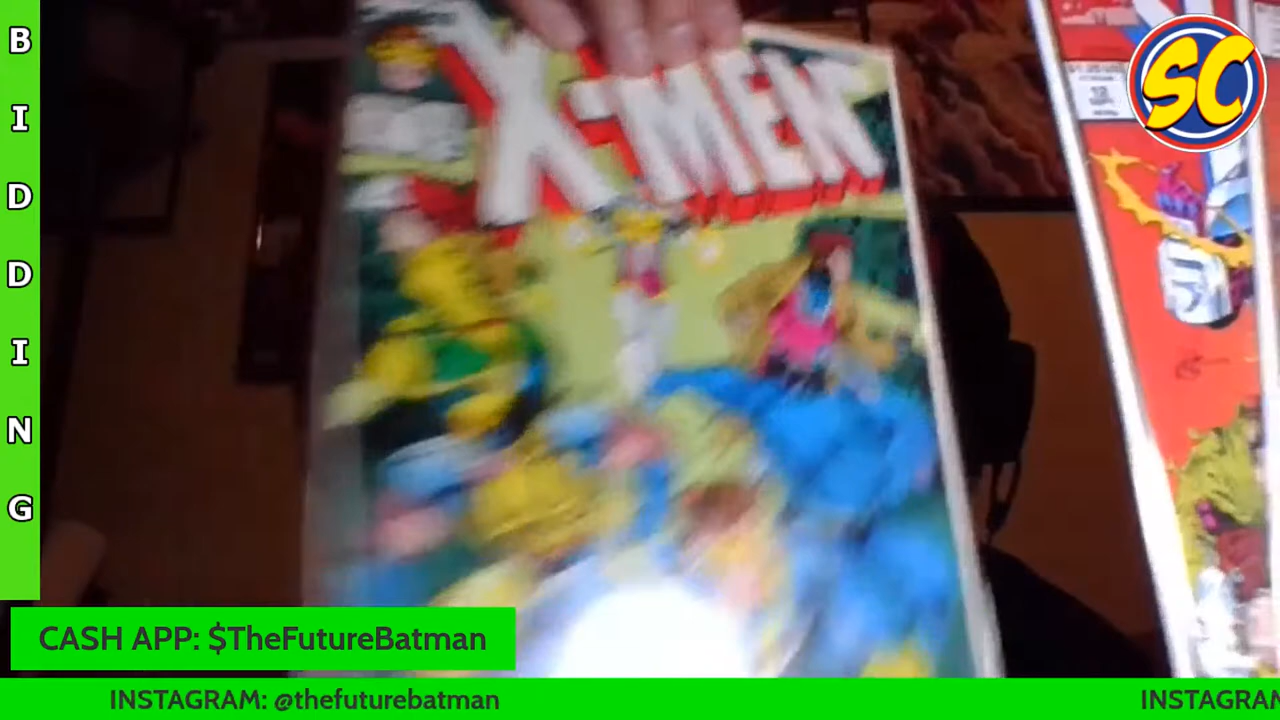 BIDDING
X-MEN
SC
CASH APP: $TheFutureBatman
INSTAGRAM: @thefuturebatman
INSTAGRAM